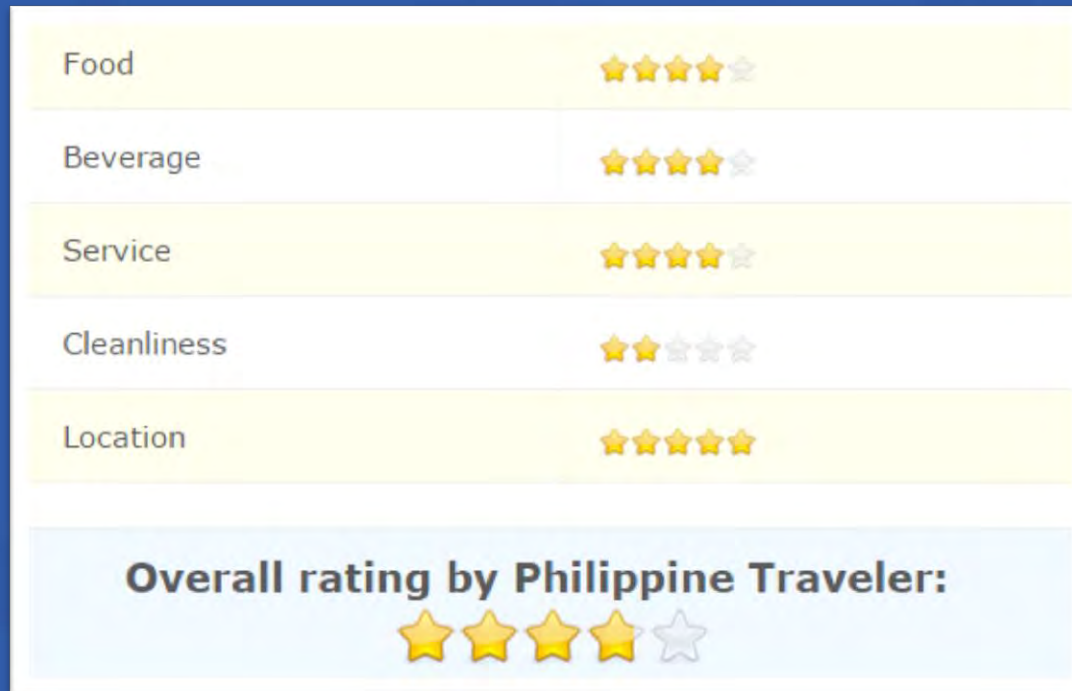 Food
Beverage
Service
Cleanliness
Location
Overall rating by Philippine Traveler: